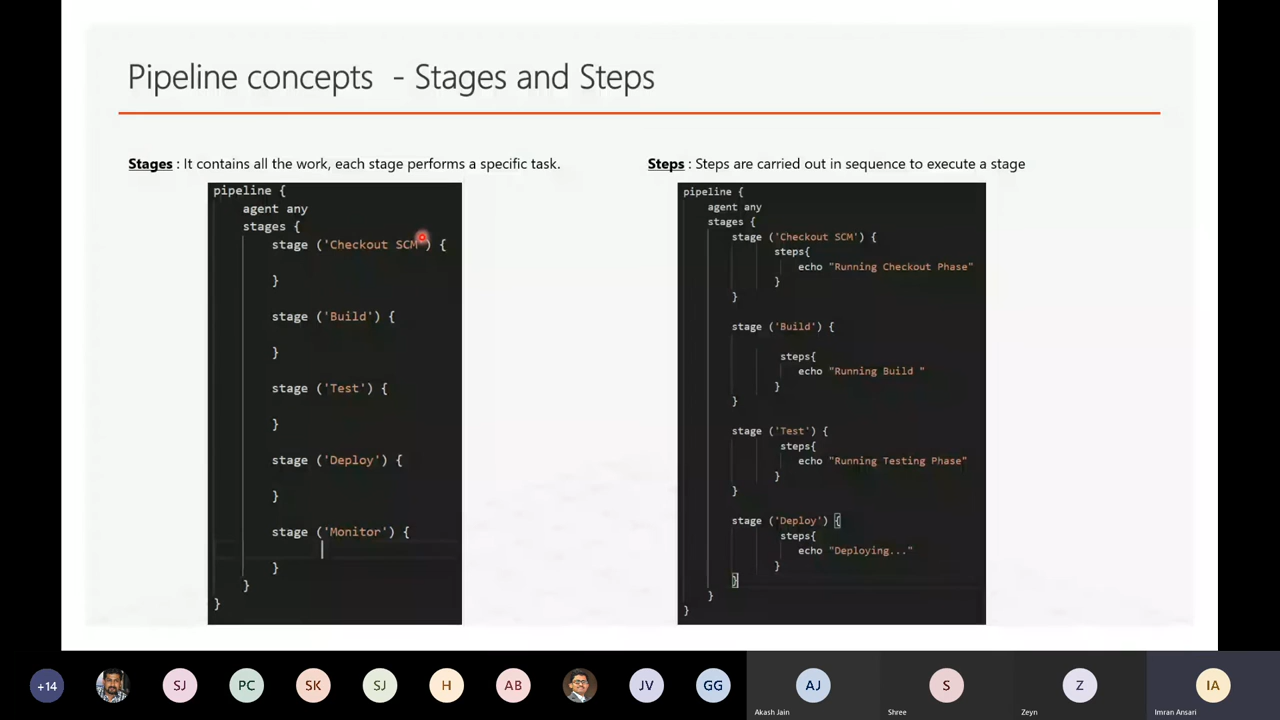 Pipeline concepts - Stages and Steps
Stages : It contains all the work, each stage performs a specific task.
pipeline {
agent any
stages {
stage ('Checkout SCM') {
}
stage ('Build') {
}
stage ('Test') {
}
stage ('Deploy') {
}
stage ('Monitor') {
}
}
}
Steps : Steps are carried out in sequence to execute a stage
pipeline {
agent any
stages {
stage ('Checkout SCM') {
steps{
echo "Running Checkout Phase"
}
}
stage ('Build') {
steps{
echo "Running Build "
}
}
stage ('Test') {
steps{
echo "Running Testing Phase"
}
}
stage ('Deploy') {
steps{
echo "Deploying..."
}
}
}
}
+14
SJ
PC
SK
SJ
H
AB
JV
GG
AJ
Akash Jain
S
Shree
Z
Zeyn
IA
Imran Ansari